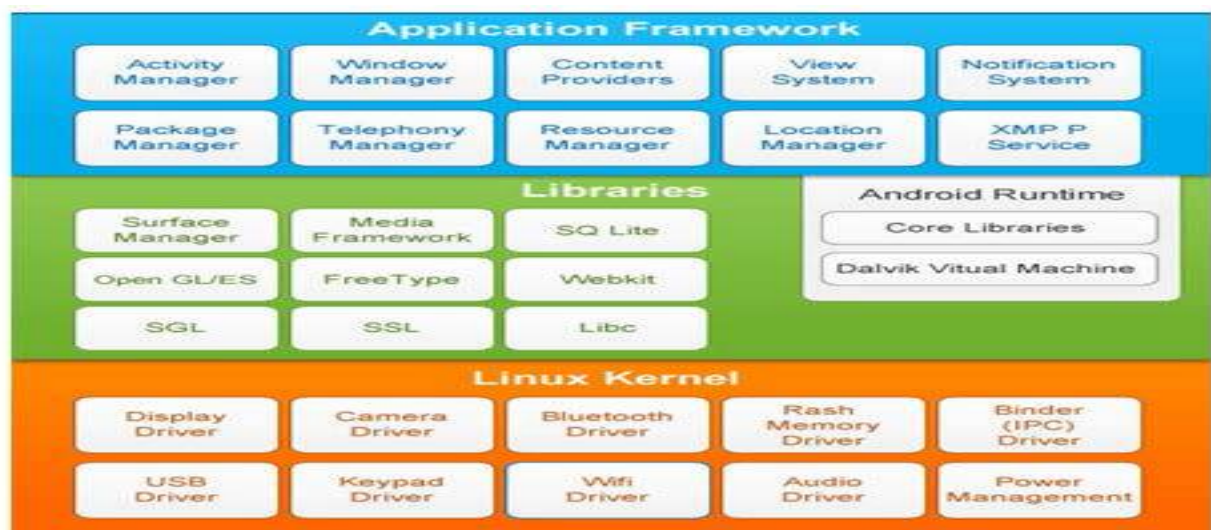 Application Framework
Activity Manager
Window Manager
Content Providers
View System
Notification System
Package Manager
Telephony Manager
Resource Manager
Location Manager
XMP P Service
Libraries
Surface Manager
Media Framework
SQ Lite
Open GL/ES
FreeType
Webkit
SGL
SSL
Libc
Android Runtime
Core Libraries
Dalvik Vitual Machine
Linux Kernel
Display Driver
Camera Driver
Bluetooth Driver
Rash Memory Driver
Binder (IPC) Driver
USB Driver
Keypad Driver
Wifi Driver
Audio Driver
Power Management